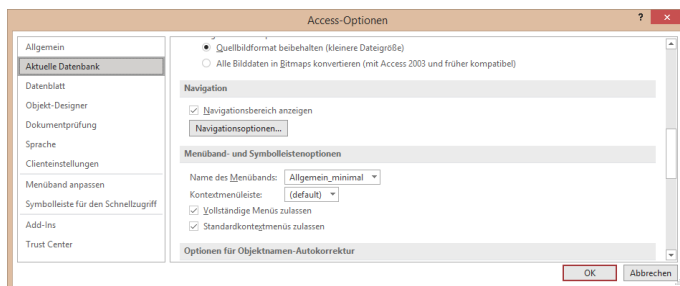 Access-Optionen
? ×
Allgemein
Aktuelle Datenbank
Datenblatt
Objekt-Designer
Dokumentprüfung
Sprache
Clienteinstellungen
Menüband anpassen
Symbolleiste für den Schnellzugriff
Add-Ins
Trust Center
Quellbildformat beibehalten (kleinere Dateigröße)
Alle Bilddaten in Bitmaps konvertieren (mit Access 2003 und früher kompatibel)
Navigation
Navigationsbereich anzeigen
Navigationsoptionen...
Menüband- und Symbolleistenoptionen
Name des Menübands: Allgemein_minimal
Kontextmenüleiste: (default)
Vollständige Menüs zulassen
Standardkontextmenüs zulassen
Optionen für Objektnamen-Autokorrektur
OK Abbrechen